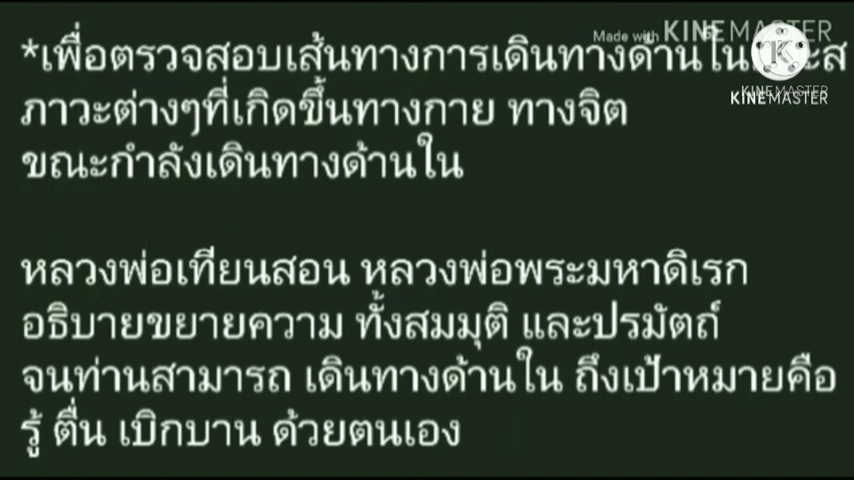 Made with KINEMASTER
*เพื่อตรวจสอบเส้นทางการเดินทางด้านใน
ภาวะต่างๆที่เกิดขึ้นทางกาย ทางจิต
ขณะกำลังเดินทางด้านใน
หลวงพ่อเทียนสอน หลวงพ่อพระมหาดิเรก
อธิบายขยายความ ทั้งสมมุติ และปรมัตถ์
จนท่านสามารถ เดินทางด้านใน ถึงเป้าหมายคือ
รู้ ตื่น เบิกบาน ด้วยตนเอง
K
KINEMASTER
KINEMASTER